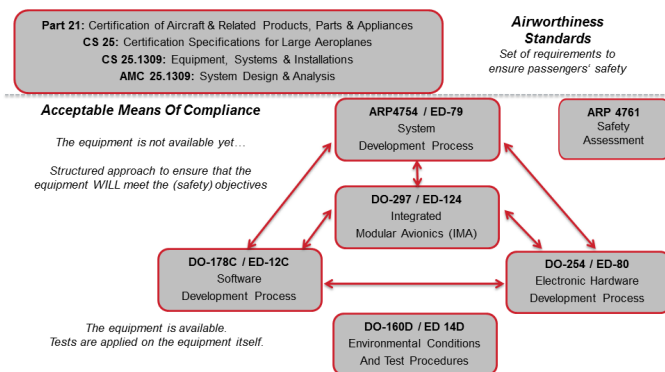 Part 21: Certification of Aircraft & Related Products, Parts & Appliances
CS 25: Certification Specifications for Large Aeroplanes
CS 25.1309: Equipment, Systems & Installations
AMC 25.1309: System Design & Analysis
Airworthiness
Standards
Set of requirements to
ensure passengers' safety
Acceptable Means Of Compliance
The equipment is not available yet…
Structured approach to ensure that the
equipment WILL meet the (safety) objectives
ARP4754 / ED-79
System
Development Process
ARP 4761
Safety
Assessment
DO-297 / ED-124
Integrated
Modular Avionics (IMA)
DO-178C / ED-12C
Software
Development Process
DO-254 / ED-80
Electronic Hardware
Development Process
The equipment is available.
Tests are applied on the equipment itself.
DO-160D / ED 14D
Environmental Conditions
And Test Procedures